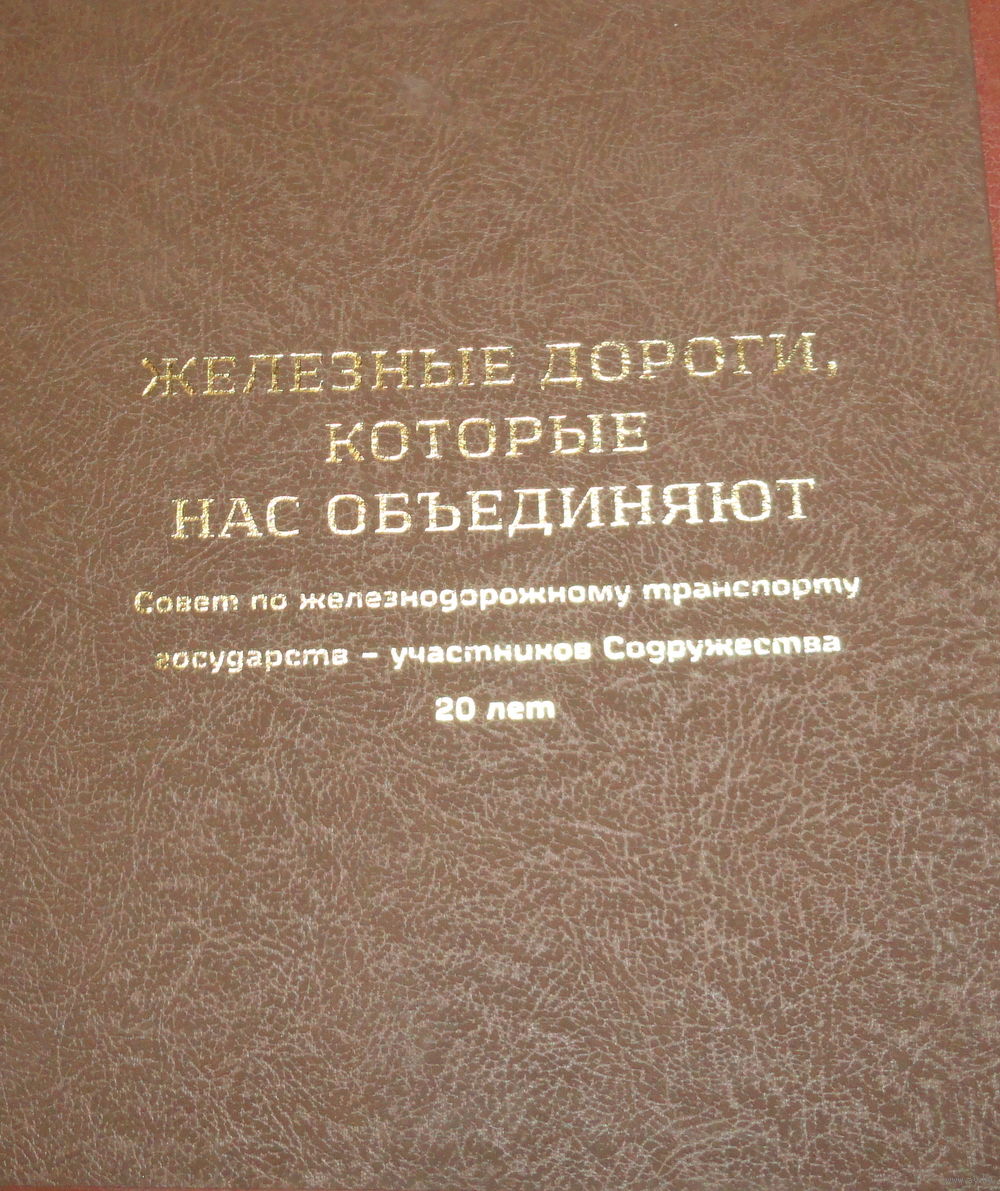 ЖЕЛЕЗНЫЕ ДОРОГИ,
КОТОРЫЕ
НАС ОБЪЕДИНЯЮТ
Совет по железнодорожному транспорту
государств – участников Содружества
20 лет